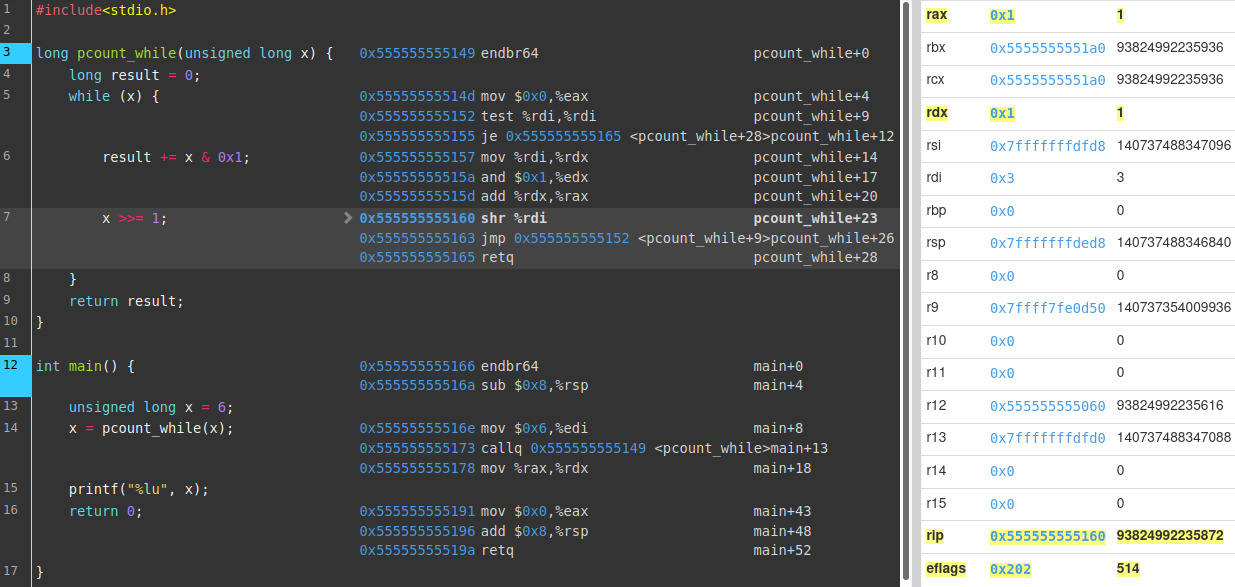 1 #include<stdio.h>
2
3 long pcount_while(unsigned long x) { 0x555555555149 endbr64 pcount_while+0
4 long result = 0;
5 while (x) { 0x55555555514d mov $0x0,%eax pcount_while+4
0x555555555152 test %rdi,%rdi pcount_while+9
0x555555555155 je 0x555555555165 <pcount_while+28>pcount_while+12
6 result += x & 0x1; 0x555555555157 mov %rdi,%rdx pcount_while+14
0x55555555515a and $0x1,%edx pcount_while+17
0x55555555515d add %rdx,%rax pcount_while+20
7 x >>= 1; 0x555555555160 shr %rdi pcount_while+23
0x555555555163 jmp 0x555555555152 <pcount_while+9>pcount_while+26
0x555555555165 retq pcount_while+28
8 }
9 return result;
10 }
11
12 int main() { 0x555555555166 endbr64 main+0
0x55555555516a sub $0x8,%rsp main+4
13 unsigned long x = 6;
14 x = pcount_while(x); 0x55555555516e mov $0x6,%edi main+8
0x555555555173 callq 0x555555555149 <pcount_while>main+13
0x555555555178 mov %rax,%rdx main+18
15 printf("%lu", x);
16 return 0; 0x555555555191 mov $0x0,%eax main+43
0x555555555196 add $0x8,%rsp main+48
0x55555555519a retq main+52
17 }
rax 0x1 1
rbx 0x5555555551a0 93824992235936
rcx 0x5555555551a0 93824992235936
rdx 0x1 1
rsi 0x7fffffffdfd8 140737488347096
rdi 0x3 3
rbp 0x0 0
rsp 0x7fffffffded8 140737488346840
r8 0x0 0
r9 0x7ffff7fe0d50 140737354009936
r10 0x0 0
r11 0x0 0
r12 0x555555555060 93824992235616
r13 0x7fffffffdfd0 140737488347088
r14 0x0 0
r15 0x0 0
rip 0x555555555160 93824992235872
eflags 0x202 514